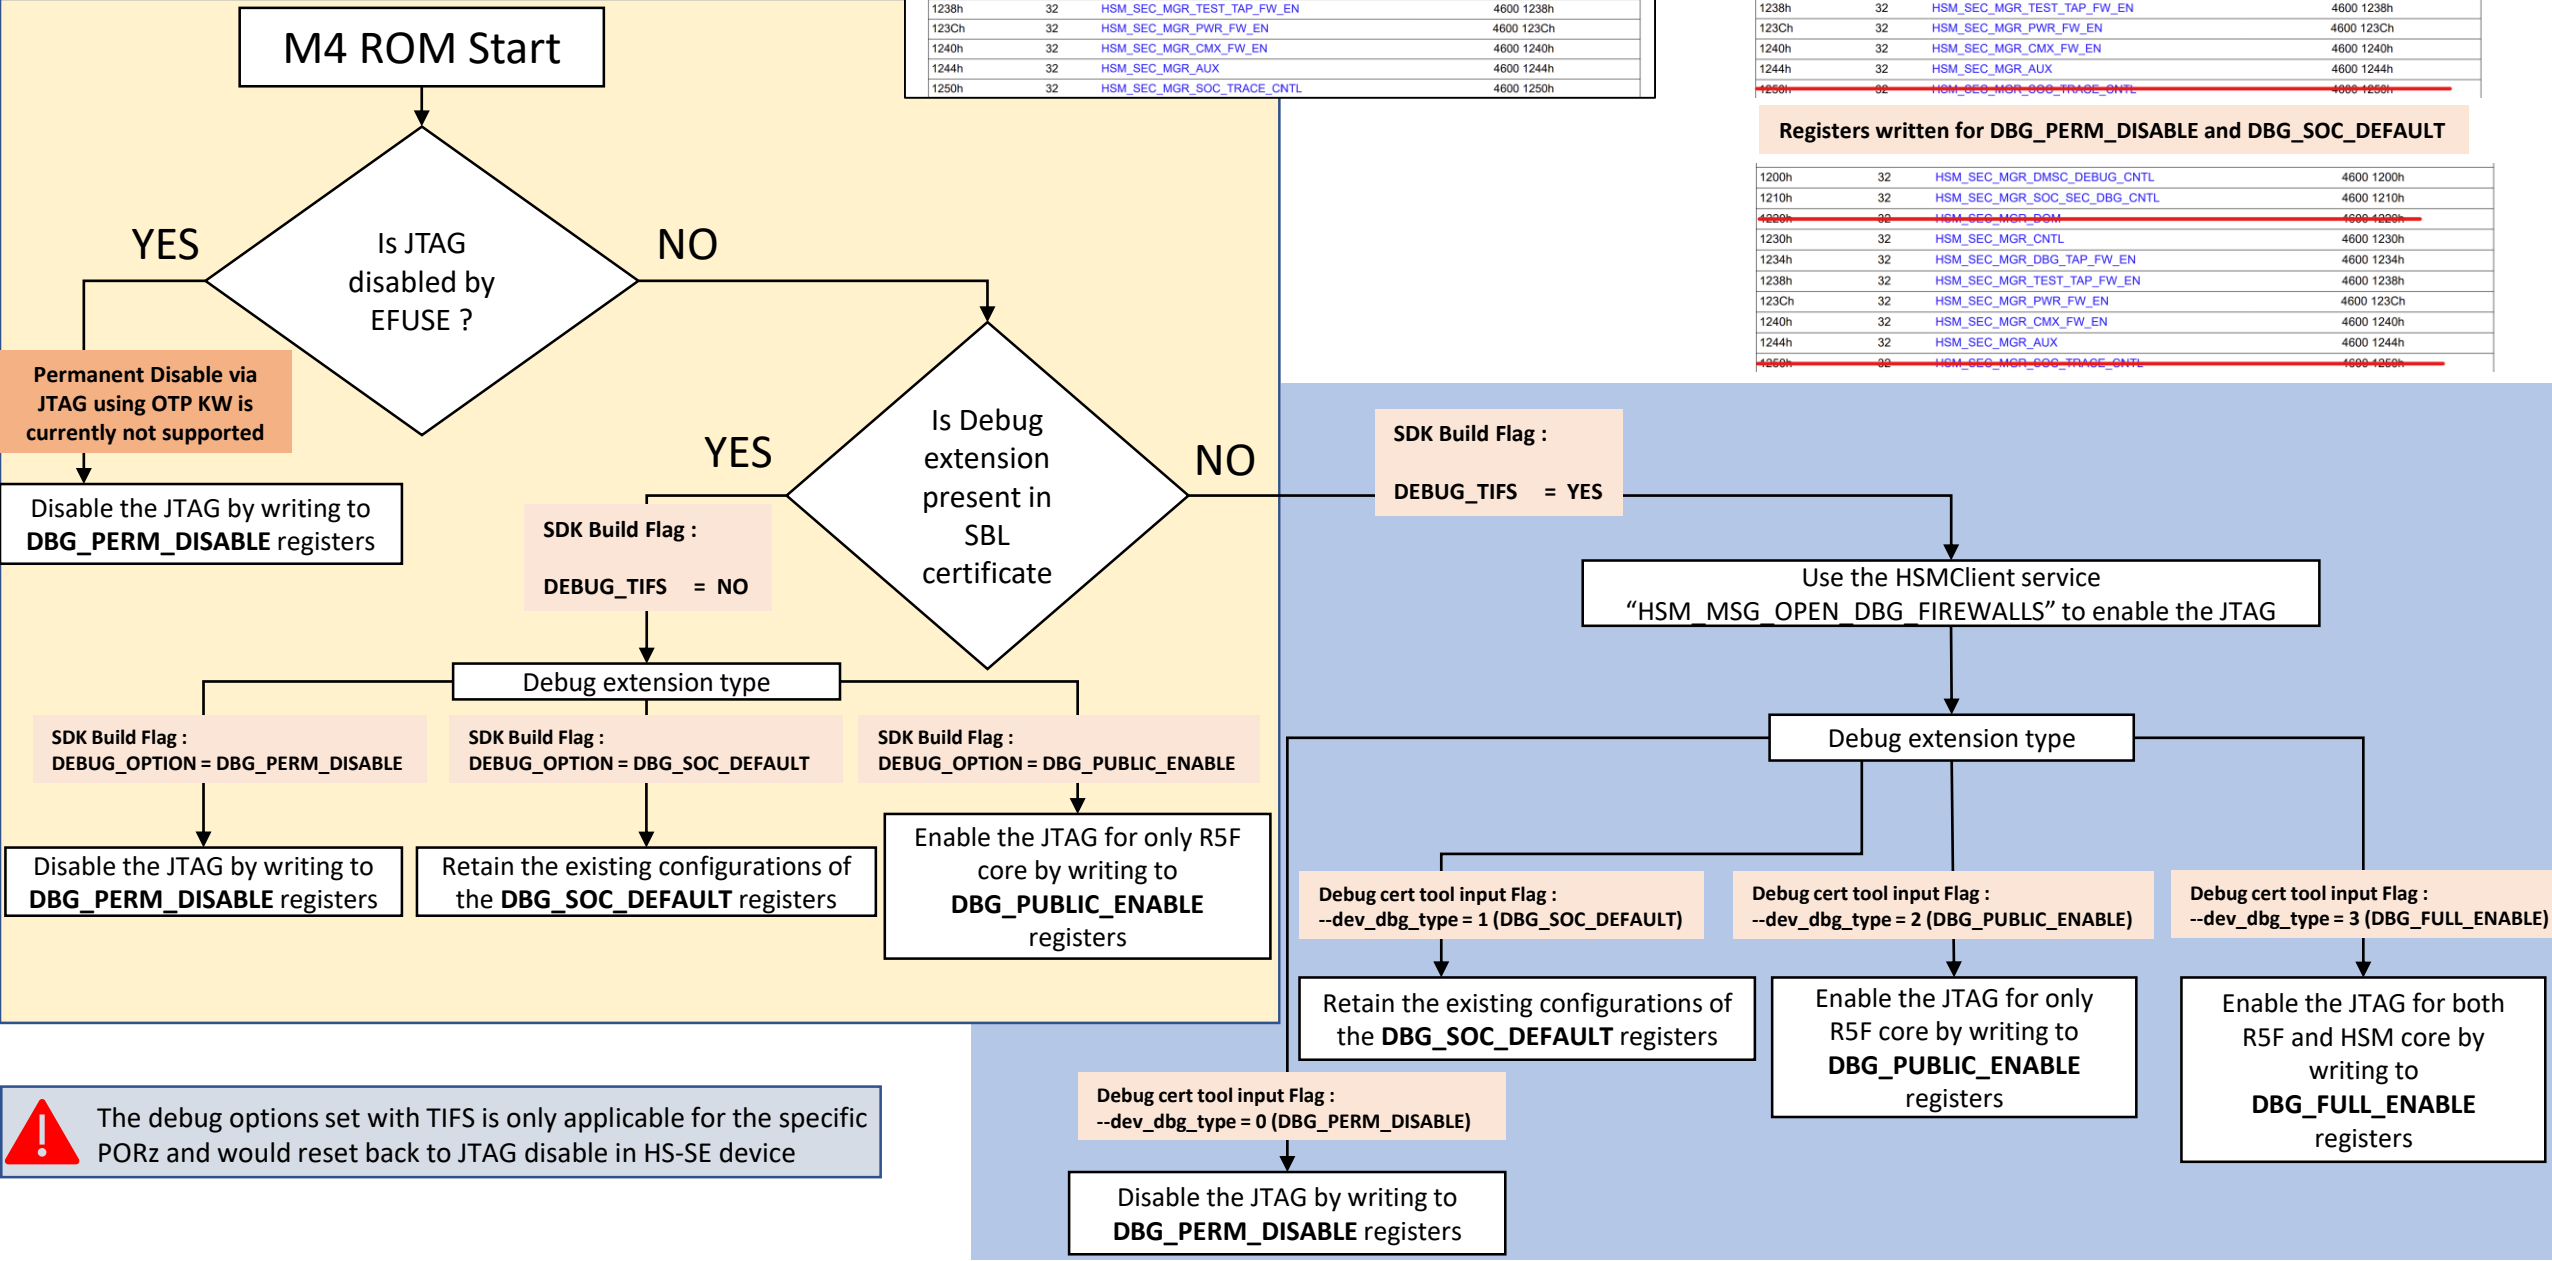 1238h 32 HSM_SEC_MGR_TEST_TAP_FW_EN 4600 1238h
123Ch 32 HSM_SEC_MGR_PWR_FW_EN 4600 123Ch
1240h 32 HSM_SEC_MGR_CMX_FW_EN 4600 1240h
1244h 32 HSM_SEC_MGR_AUX 4600 1244h
1250h 32 HSM_SEC_MGR_SOC_TRACE_CNTL 4600 1250h
1238h 32 HSM_SEC_MGR_TEST_TAP_FW_EN 4600 1238h
123Ch 32 HSM_SEC_MGR_PWR_FW_EN 4600 123Ch
1240h 32 HSM_SEC_MGR_CMX_FW_EN 4600 1240h
1244h 32 HSM_SEC_MGR_AUX 4600 1244h
1250h 32 HSM_SEC_MGR_SOC_TRACE_CNTL 4600 1250h
Registers written for DBG_PERM_DISABLE and DBG_SOC_DEFAULT
1200h 32 HSM_SEC_MGR_DMSC_DEBUG_CNTL 4600 1200h
1210h 32 HSM_SEC_MGR_SOC_SEC_DBG_CNTL 4600 1210h
1220h 32 HSM_SEC_MGR_DOM 4600 1220h
1230h 32 HSM_SEC_MGR_CNTL 4600 1230h
1234h 32 HSM_SEC_MGR_DBG_TAP_FW_EN 4600 1234h
1238h 32 HSM_SEC_MGR_TEST_TAP_FW_EN 4600 1238h
123Ch 32 HSM_SEC_MGR_PWR_FW_EN 4600 123Ch
1240h 32 HSM_SEC_MGR_CMX_FW_EN 4600 1240h
1244h 32 HSM_SEC_MGR_AUX 4600 1244h
1250h 32 HSM_SEC_MGR_SOC_TRACE_CNTL 4600 1250h
M4 ROM Start
Is JTAG
disabled by
EFUSE ?
YES
NO
Permanent Disable via
JTAG using OTP KW is
currently not supported
Disable the JTAG by writing to
DBG_PERM_DISABLE registers
Is Debug
extension
present in
SBL
certificate
YES
NO
SDK Build Flag :
DEBUG_TIFS = NO
Debug extension type
SDK Build Flag :
DEBUG_OPTION = DBG_PERM_DISABLE
SDK Build Flag :
DEBUG_OPTION = DBG_SOC_DEFAULT
SDK Build Flag :
DEBUG_OPTION = DBG_PUBLIC_ENABLE
Disable the JTAG by writing to
DBG_PERM_DISABLE registers
Retain the existing configurations of
the DBG_SOC_DEFAULT registers
Enable the JTAG for only R5F
core by writing to
DBG_PUBLIC_ENABLE
registers
SDK Build Flag :
DEBUG_TIFS = YES
Use the HSMClient service
“HSM_MSG_OPEN_DBG_FIREWALLS” to enable the JTAG
Debug extension type
Debug cert tool input Flag :
--dev_dbg_type = 1 (DBG_SOC_DEFAULT)
Debug cert tool input Flag :
--dev_dbg_type = 2 (DBG_PUBLIC_ENABLE)
Debug cert tool input Flag :
--dev_dbg_type = 3 (DBG_FULL_ENABLE)
Retain the existing configurations of
the DBG_SOC_DEFAULT registers
Enable the JTAG for only
R5F core by writing to
DBG_PUBLIC_ENABLE
registers
Enable the JTAG for both
R5F and HSM core by
writing to
DBG_FULL_ENABLE
registers
Debug cert tool input Flag :
--dev_dbg_type = 0 (DBG_PERM_DISABLE)
Disable the JTAG by writing to
DBG_PERM_DISABLE registers
The debug options set with TIFS is only applicable for the specific
PORz and would reset back to JTAG disable in HS-SE device